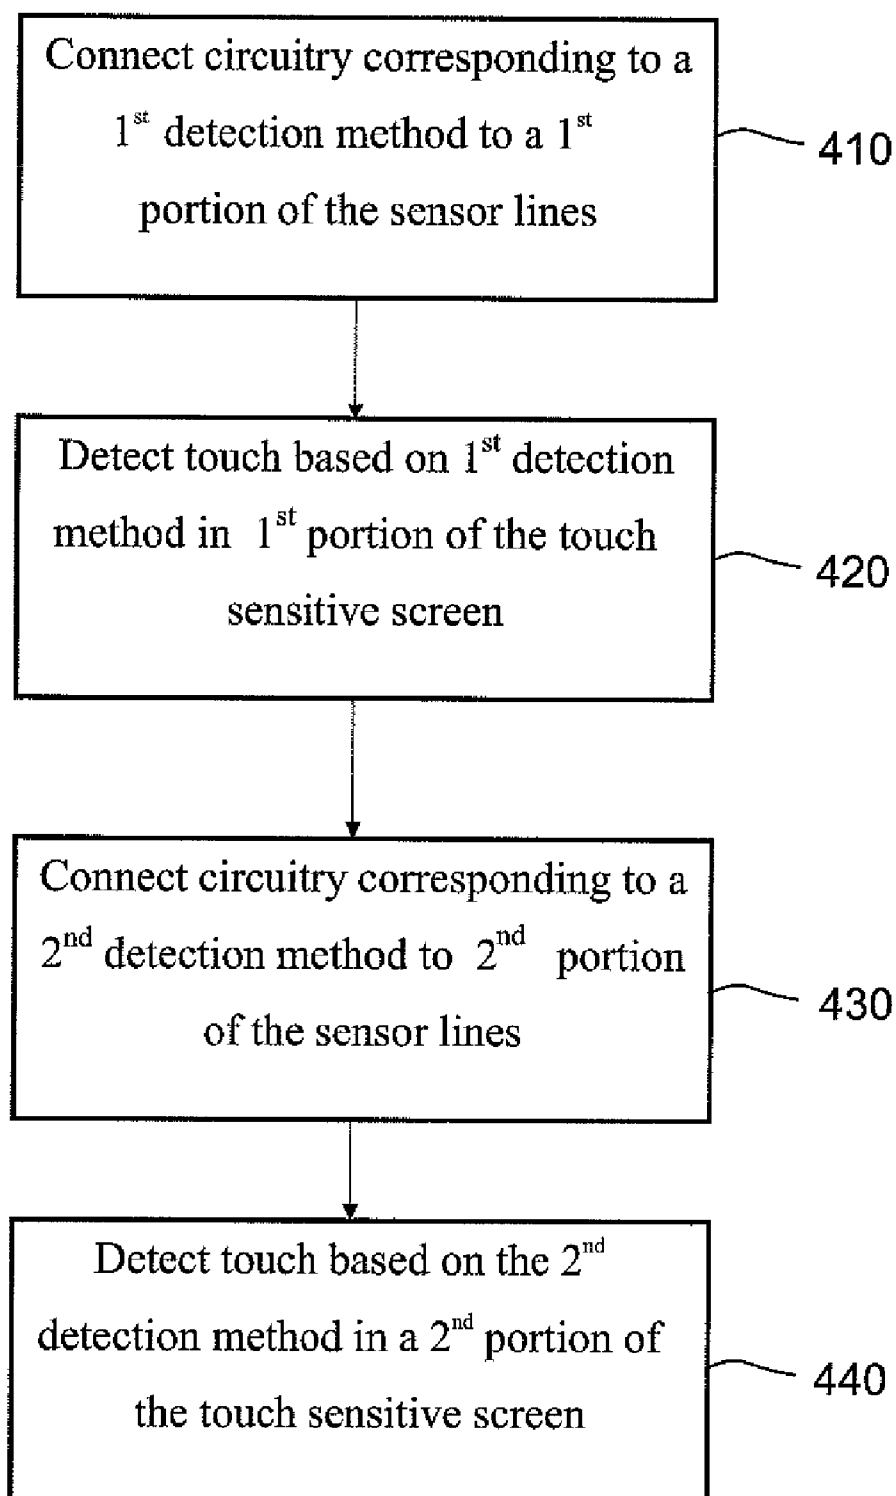 Connect circuitry corresponding to a
1st detection method to a 1st
portion of the sensor lines
410
Detect touch based on 1st detection
method in 1st portion of the touch
sensitive screen
420
Connect circuitry corresponding to a
2nd detection method to 2nd portion
of the sensor lines
430
Detect touch based on the 2nd
detection method in a 2nd portion of
the touch sensitive screen
440